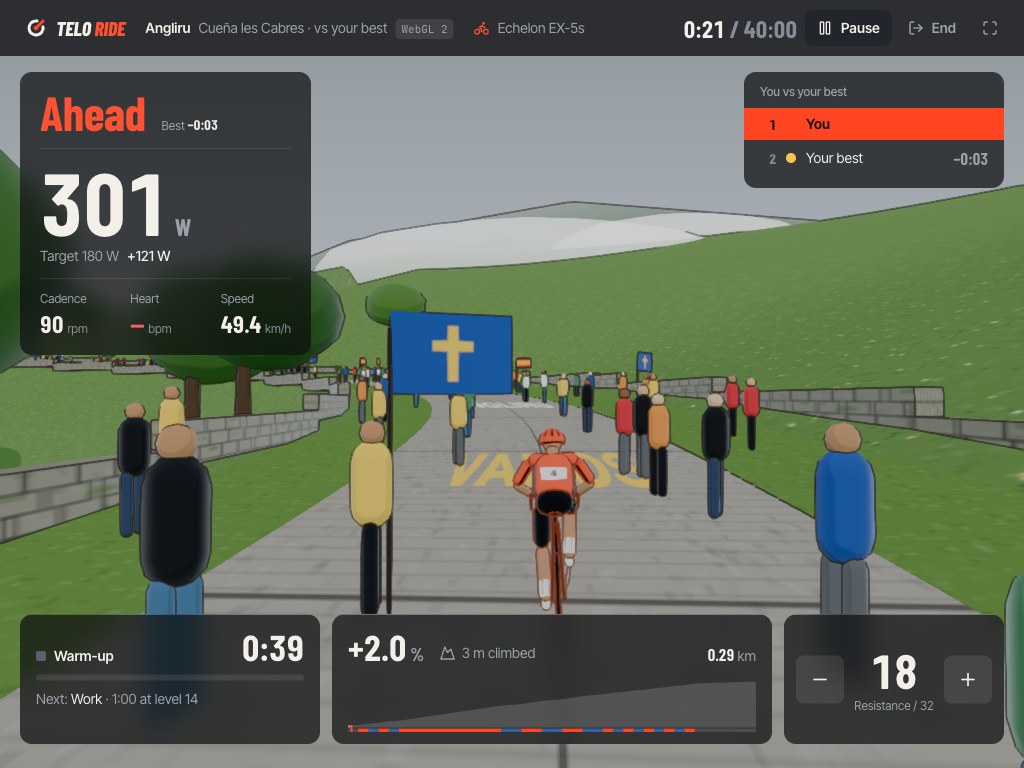 TELO RIDE Angliru Cueña les Cabres · vs your best WebGL 2 Echelon EX-5s 0:21 / 40:00 Pause End
Ahead Best −0:03
301 W
Target 180 W +121 W
Cadence Heart Speed
90 rpm – bpm 49.4 km/h
You vs your best
1 You
2 Your best −0:03
VAMOS
4
Warm-up 0:39
Next: Work · 1:00 at level 14
+2.0 % 3 m climbed 0.29 km
− 18 +
Resistance / 32